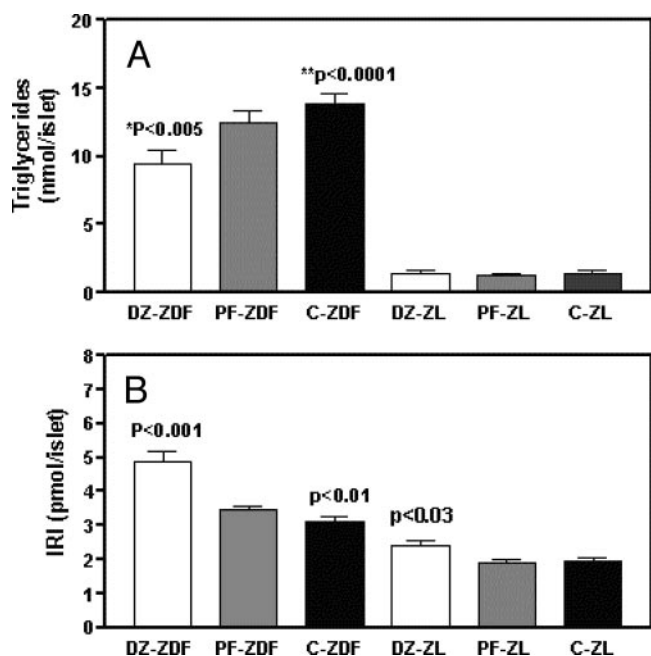 A
Triglycerides
(nmol/islet)
20
15
10
5
0
*P<0.005
**p<0.0001
DZ-ZDF PF-ZDF C-ZDF DZ-ZL PF-ZL C-ZL
B
IRI (pmol/islet)
8
7
6
5
4
3
2
1
0
P<0.001
p<0.01
p<0.03
DZ-ZDF PF-ZDF C-ZDF DZ-ZL PF-ZL C-ZL